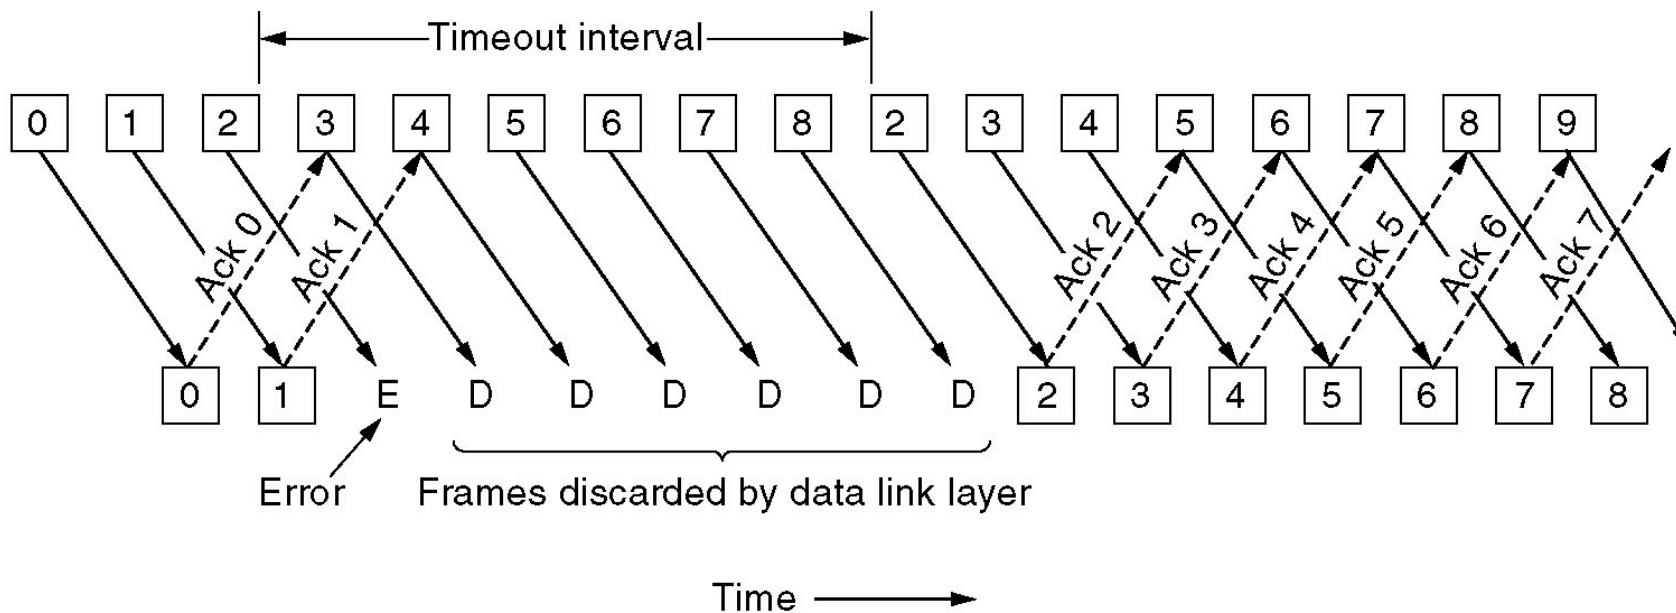 Timeout interval
0 1 2 3 4 5 6 7 8 2 3 4 5 6 7 8 9
Ack 0 Ack 1 Ack 2 Ack 3 Ack 4 Ack 5 Ack 6 Ack 7
0 1 E D D D D D D 2 3 4 5 6 7 8
Error Frames discarded by data link layer
Time